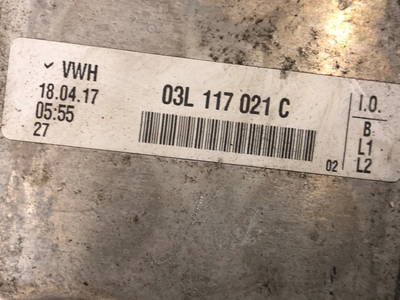 ✓ VWH
18.04.17
05:55
27
03L 117 021 C
02
I.O.
B
L1
L2